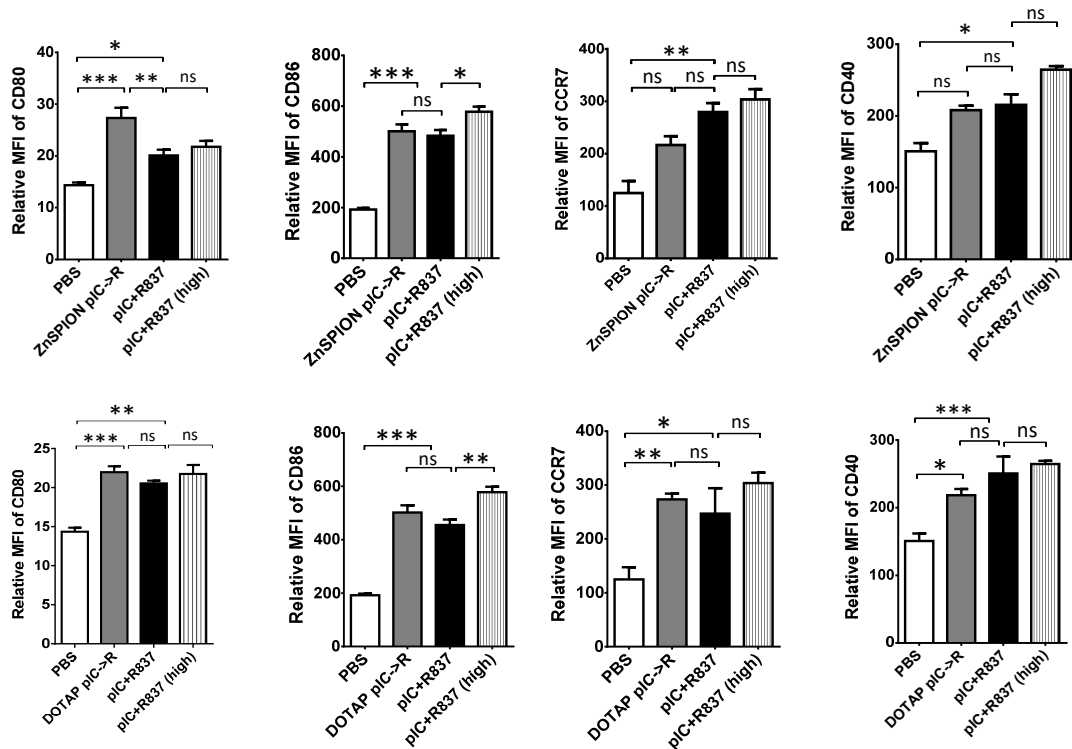 ns
*
**
*
40
***
**
ns
Relative MFI of CD80
30
20
10
0
PBS
ZnSPION pIC->R
pIC+R837
pIC+R837 (high)
800
***
*
ns
Relative MFI of CD86
600
400
200
0
PBS
ZnSPION pIC->R
pIC+R837
pIC+R837 (high)
400
ns
ns
ns
Relative MFI of CCR7
300
200
100
0
PBS
ZnSPION pIC->R
pIC+R837
pIC+R837 (high)
*
300
ns
ns
Relative MFI of CD40
200
100
0
PBS
ZnSPION pIC->R
pIC+R837
pIC+R837 (high)
**
25
***
ns
ns
Relative MFI of CD80
20
15
10
5
0
PBS
DOTAP pIC->R
pIC+R837
pIC+R837 (high)
800
***
ns
**
Relative MFI of CD86
600
400
200
0
PBS
DOTAP pIC->R
pIC+R837
pIC+R837 (high)
400
*
ns
**
ns
Relative MFI of CCR7
300
200
100
0
PBS
DOTAP pIC->R
pIC+R837
pIC+R837 (high)
***
300
ns
ns
*
Relative MFI of CD40
200
100
0
PBS
DOTAP pIC->R
pIC+R837
pIC+R837 (high)